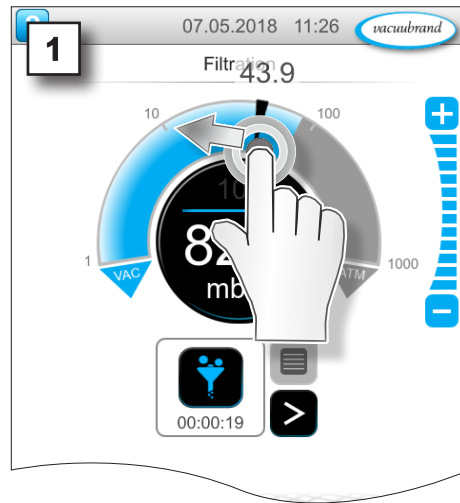 1
07.05.2018 11:26 vacuubrand
Filtration
43.9
10 100
1 VAC ATM 1000
mb
00:00:19